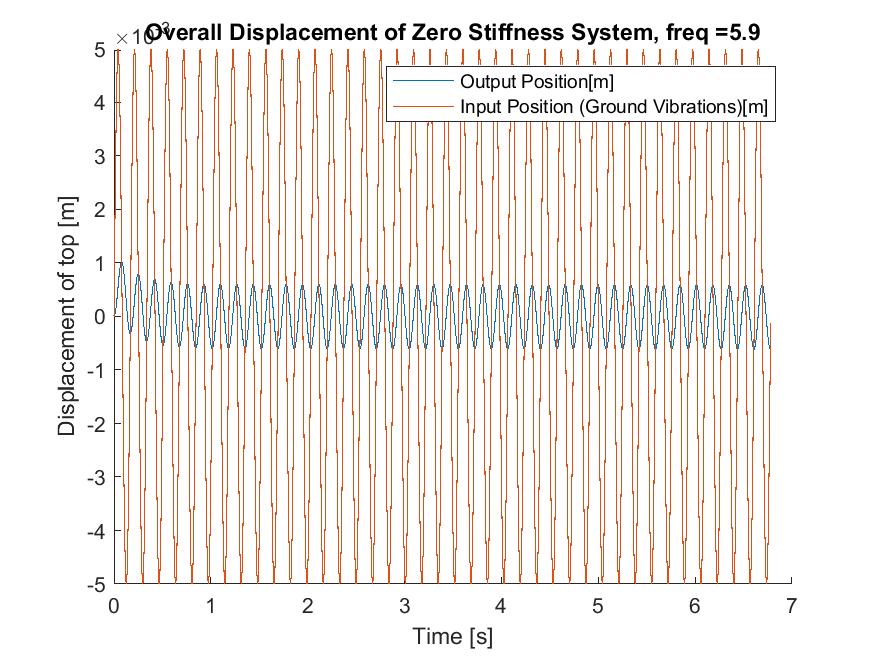 Overall Displacement of Zero Stiffness System, freq =5.9
×10-3
Output Position[m]
Input Position (Ground Vibrations)[m]
Displacement of top [m]
5
4
3
2
1
0
-1
-2
-3
-4
-5
0 1 2 3 4 5 6 7
Time [s]